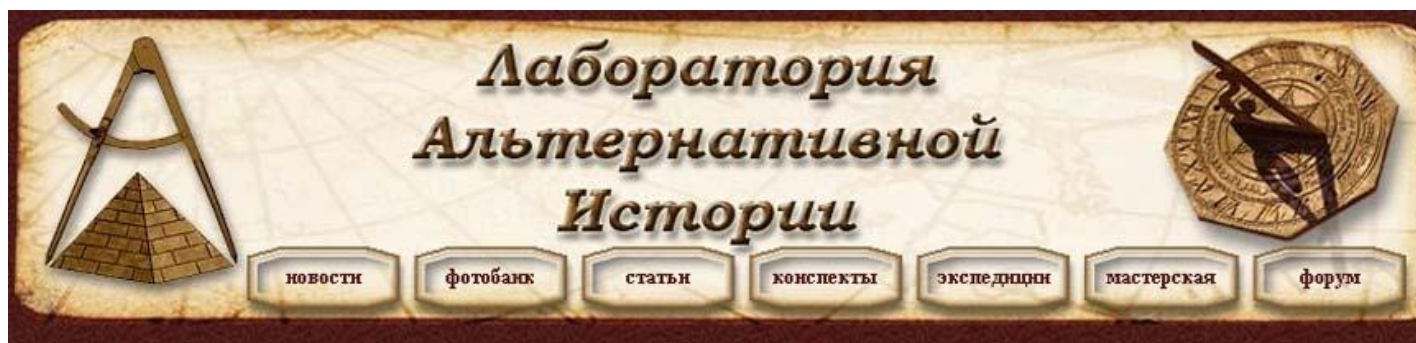 Лаборатория
Альтернативной
Истории
новости фотобанк статьи конспекты экспедиции мастерская форум